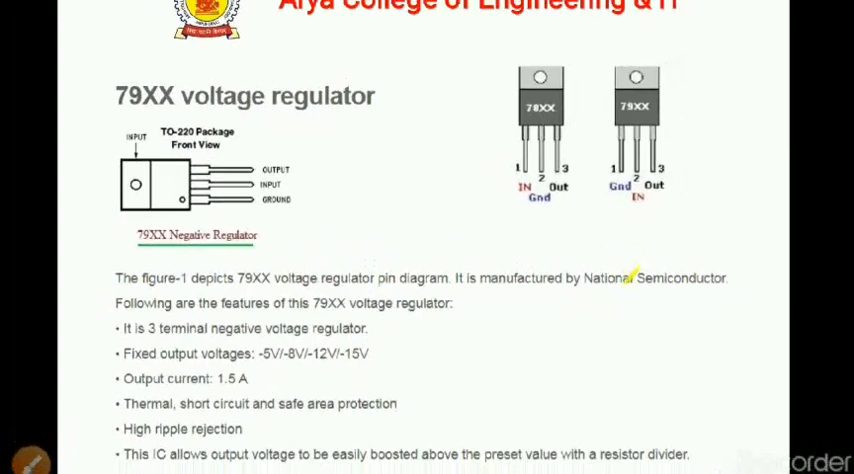 Arya College of Engineering & IT
79XX voltage regulator
INPUT
TO-220 Package
Front View
OUTPUT
INPUT
GROUND
79XX Negative Regulator
78XX
1
2
3
IN
Out
Gnd
79XX
1
2
3
Gnd
Out
IN
The figure-1 depicts 79XX voltage regulator pin diagram. It is manufactured by National Semiconductor.
Following are the features of this 79XX voltage regulator:
• It is 3 terminal negative voltage regulator.
• Fixed output voltages: -5V/-8V/-12V/-15V
• Output current: 1.5 A
• Thermal, short circuit and safe area protection
• High ripple rejection
• This IC allows output voltage to be easily boosted above the preset value with a resistor divider.